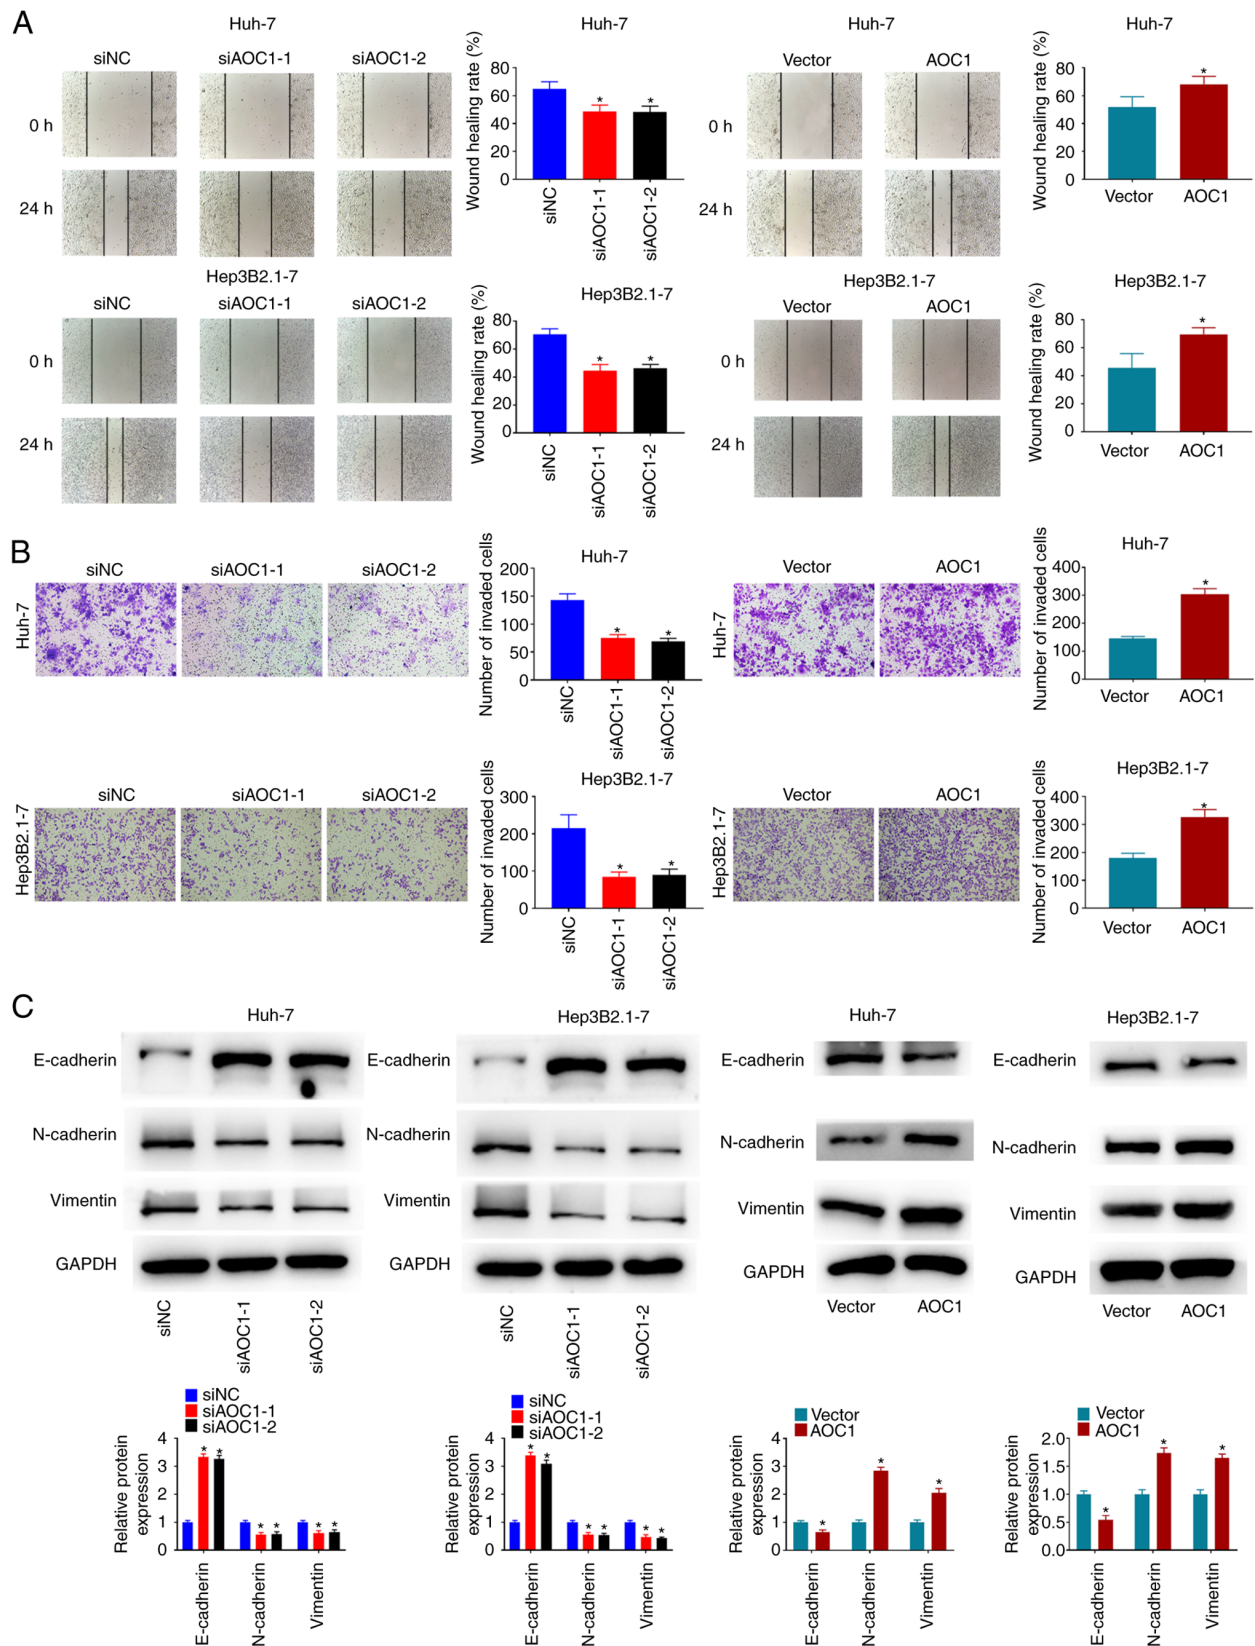 A
Huh-7
siNC
siAOC1-1
siAOC1-2
0 h
24 h
Huh-7
Wound healing rate (%)
80
60
40
20
0
siNC
siAOC1-1
siAOC1-2
Huh-7
Vector
AOC1
0 h
24 h
Huh-7
Wound healing rate (%)
80
60
40
20
0
Vector
AOC1
Hep3B2.1-7
siNC
siAOC1-1
siAOC1-2
0 h
24 h
Hep3B2.1-7
Wound healing rate (%)
80
60
40
20
0
* *
siNC
siAOC1-1
siAOC1-2
Hep3B2.1-7
Vector
AOC1
0 h
24 h
Hep3B2.1-7
Wound healing rate (%)
80
60
40
20
0
*
Vector
AOC1
B
siNC
siAOC1-1
siAOC1-2
Huh-7
Huh-7
Number of invaded cells
200
150
100
50
0
* *
siNC
siAOC1-1
siAOC1-2
Vector
AOC1
Huh-7
Huh-7
Number of invaded cells
400
300
200
100
0
*
Vector
AOC1
siNC
siAOC1-1
siAOC1-2
Hep3B2.1-7
Hep3B2.1-7
Number of invaded cells
300
200
100
0
* *
siNC
siAOC1-1
siAOC1-2
Vector
AOC1
Hep3B2.1-7
Hep3B2.1-7
Number of invaded cells
400
300
200
100
0
*
Vector
AOC1
C
Huh-7
E-cadherin
N-cadherin
Vimentin
GAPDH
siNC
siAOC1-1
siAOC1-2
Hep3B2.1-7
E-cadherin
N-cadherin
Vimentin
GAPDH
siNC
siAOC1-1
siAOC1-2
Huh-7
E-cadherin
N-cadherin
Vimentin
GAPDH
Vector
AOC1
Hep3B2.1-7
E-cadherin
N-cadherin
Vimentin
GAPDH
Vector
AOC1
siNC
siAOC1-1
siAOC1-2
Relative protein
expression
4
3
2
1
0
* * * * * *
E-cadherin
N-cadherin
Vimentin
siNC
siAOC1-1
siAOC1-2
Relative protein
expression
4
3
2
1
0
* * * * * *
E-cadherin
N-cadherin
Vimentin
Vector
AOC1
Relative protein
expression
4
3
2
1
0
* * *
E-cadherin
N-cadherin
Vimentin
Vector
AOC1
Relative protein
expression
2.0
1.5
1.0
0.5
0.0
* * *
E-cadherin
N-cadherin
Vimentin